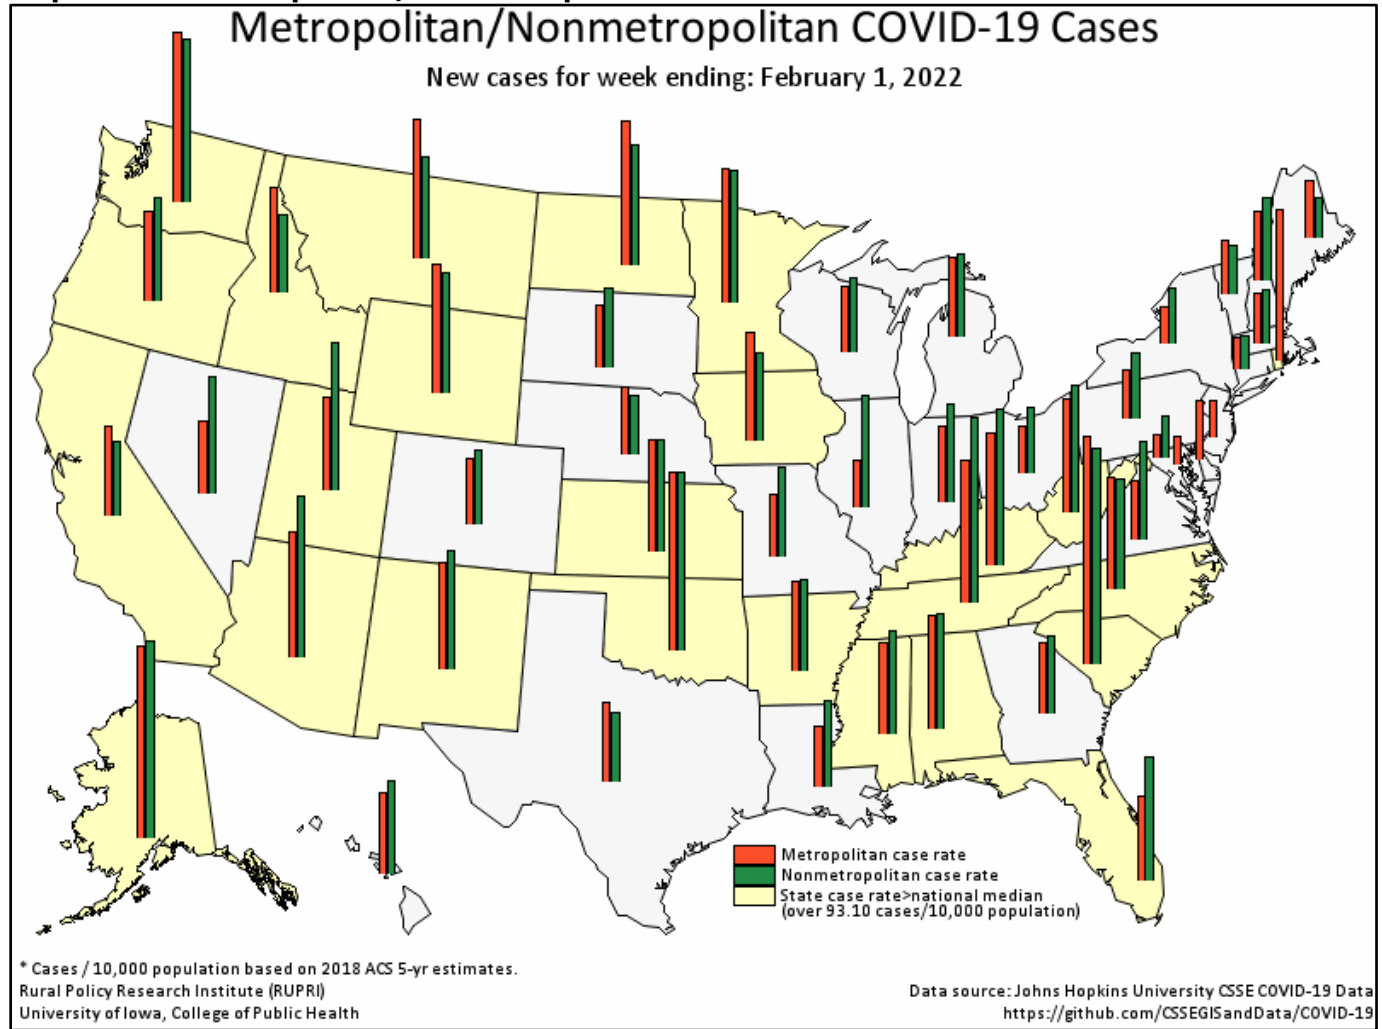 Metropolitan/Nonmetropolitan COVID-19 Cases
New cases for week ending: February 1, 2022
Metropolitan case rate
Nonmetropolitan case rate
State case rate>national median
(over 93.10 cases/10,000 population)
* Cases / 10,000 population based on 2018 ACS 5-yr estimates.
Rural Policy Research Institute (RUPRI)
University of Iowa, College of Public Health
Data source: Johns Hopkins University CSSE COVID-19 Data
https://github.com/CSSEGISandData/COVID-19